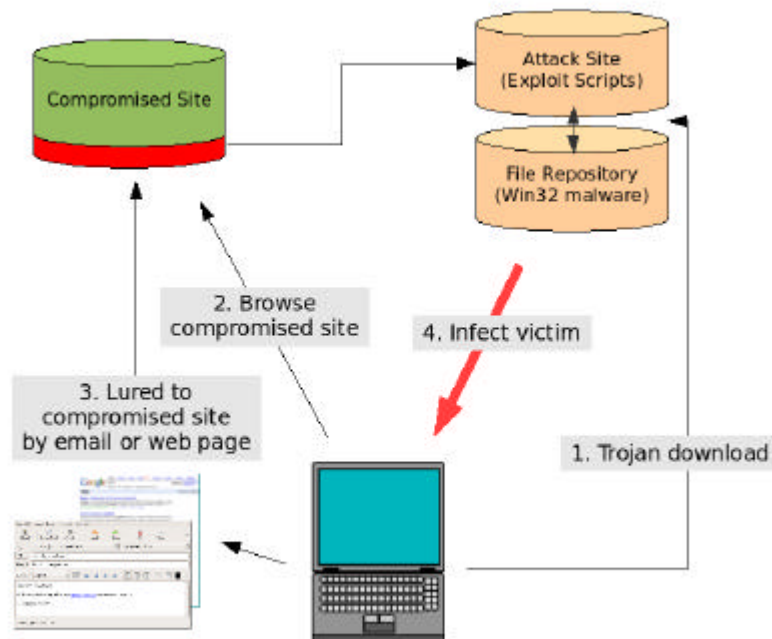 Compromised Site
Attack Site
(Exploit Scripts)
File Repository
(Win32 malware)
2. Browse
compromised site
4. Infect victim
3. Lured to
compromised site
by email or web page
1. Trojan download
Google